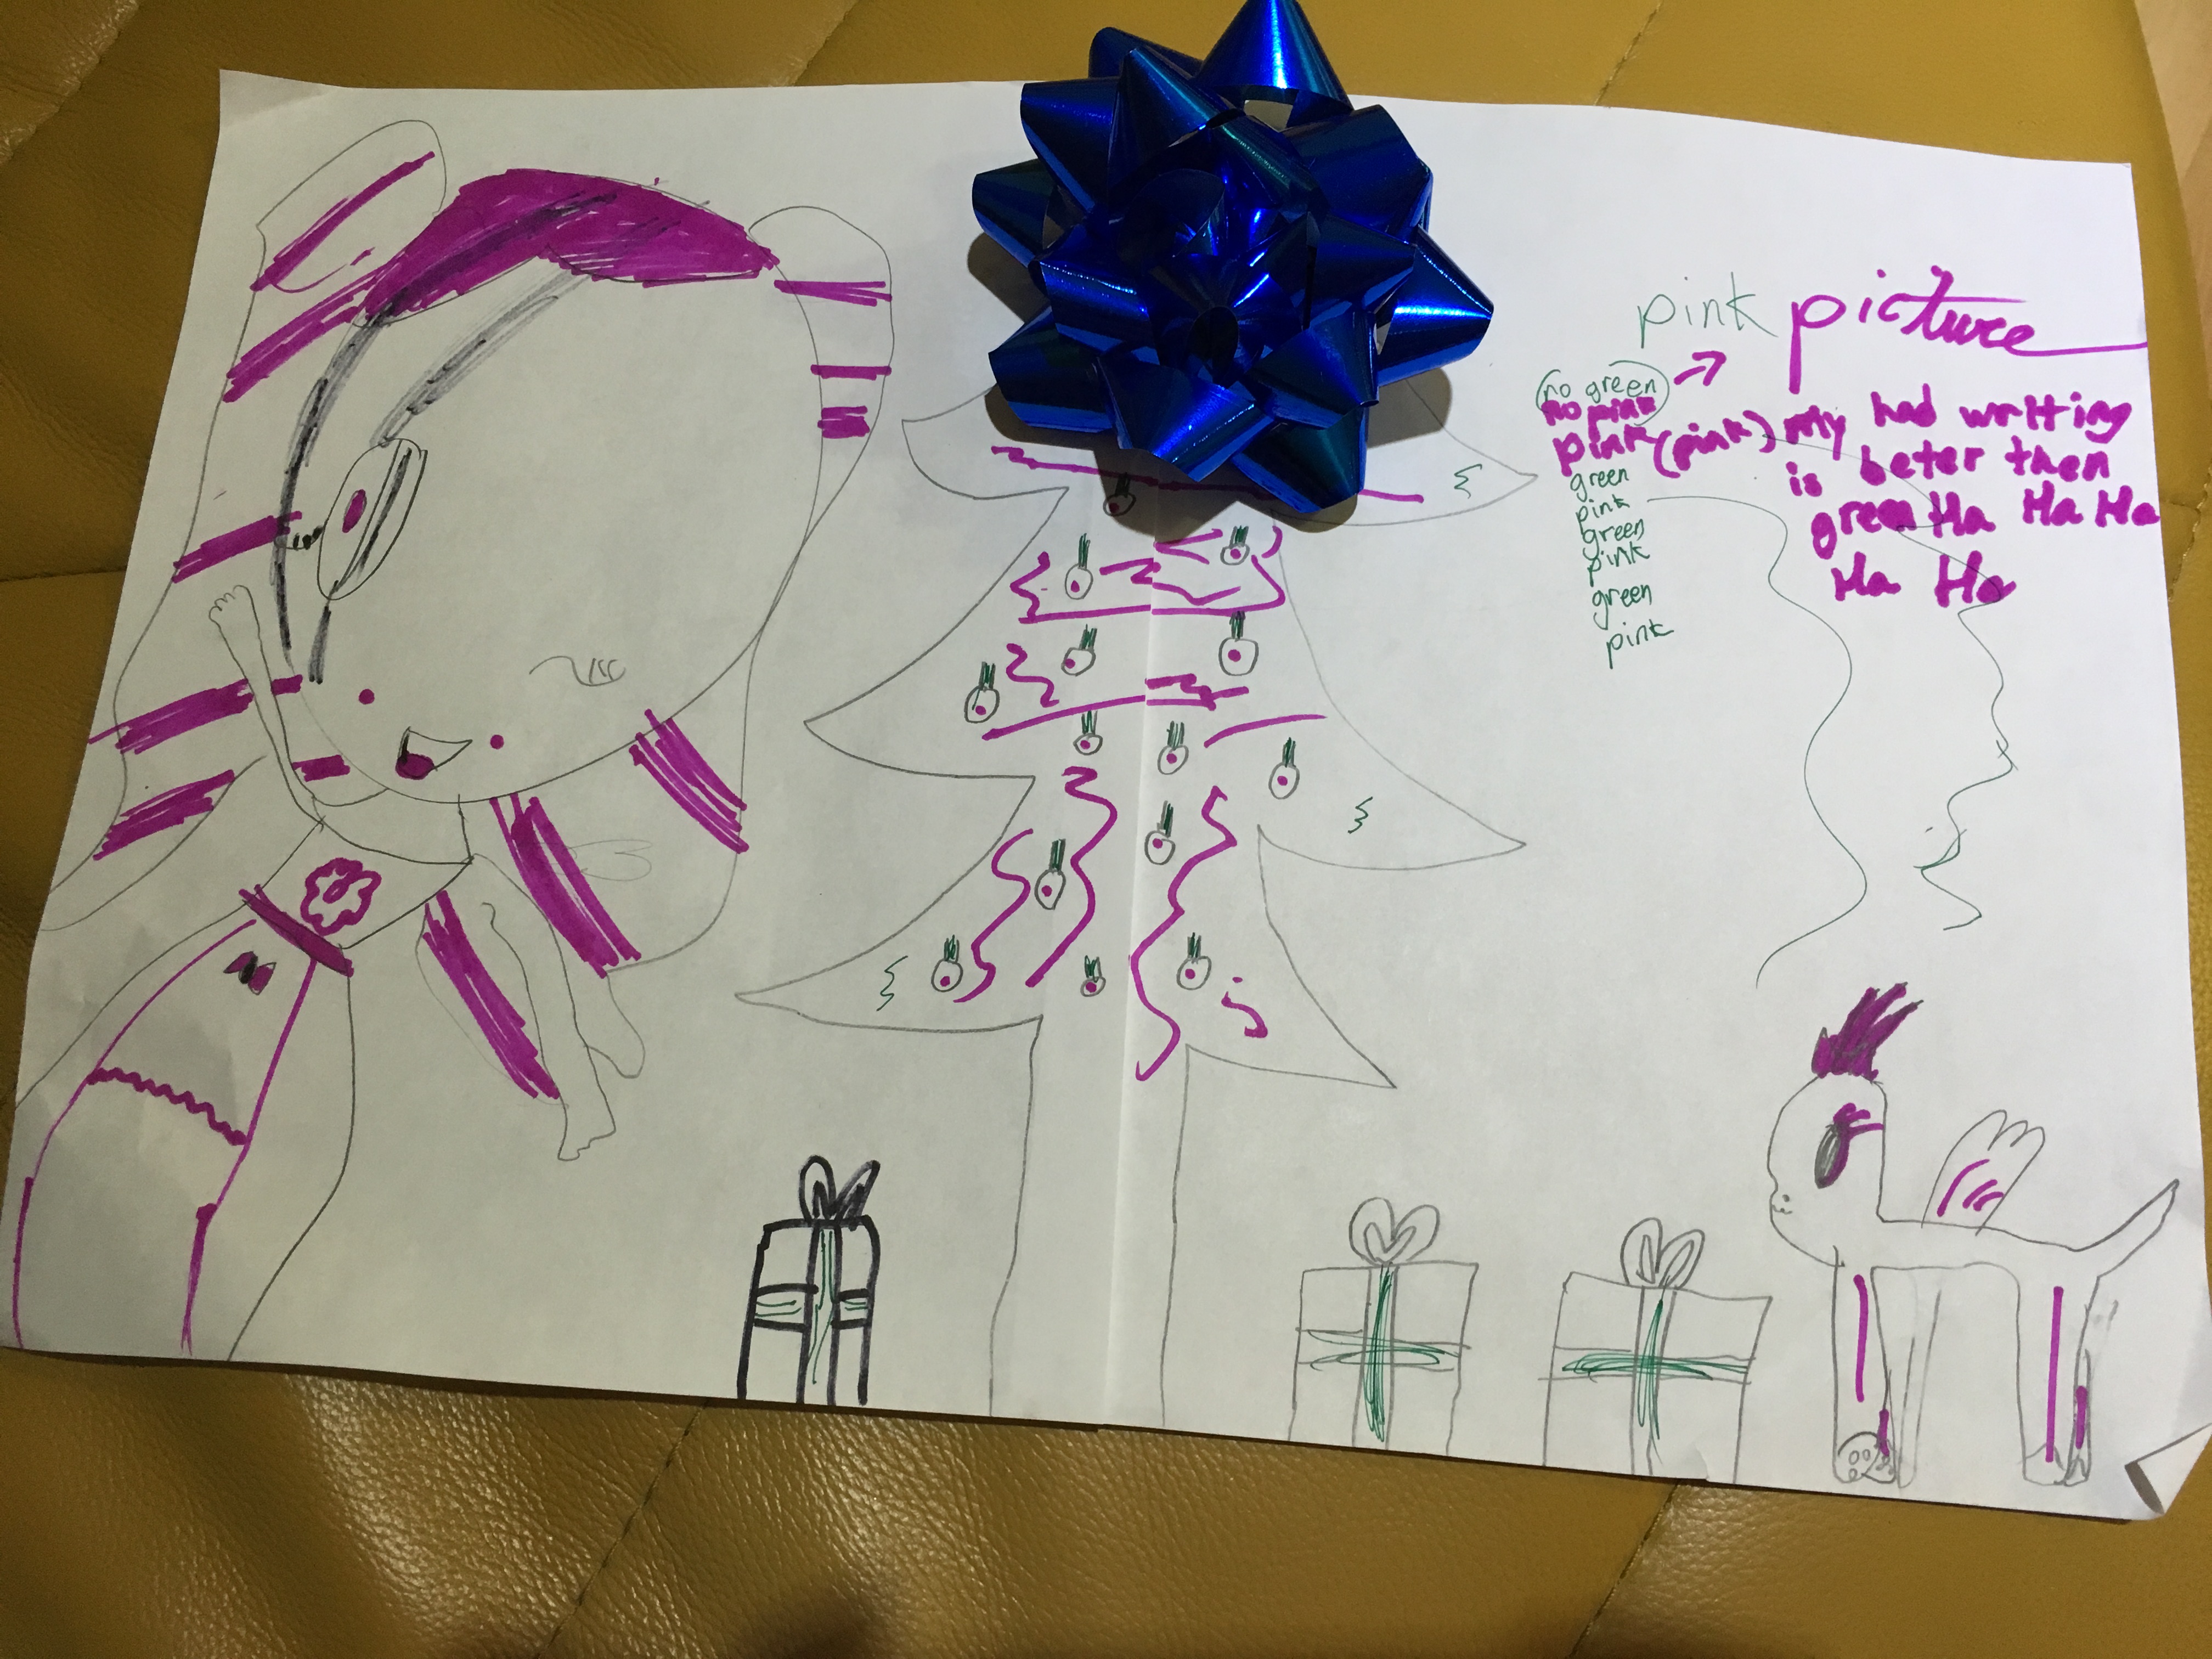 pink picture
no green
no pink
pink (pink)
green
pink
green
pink
green
pink
my had writting
is beter then
green Ha Ha Ha
Ha Ha